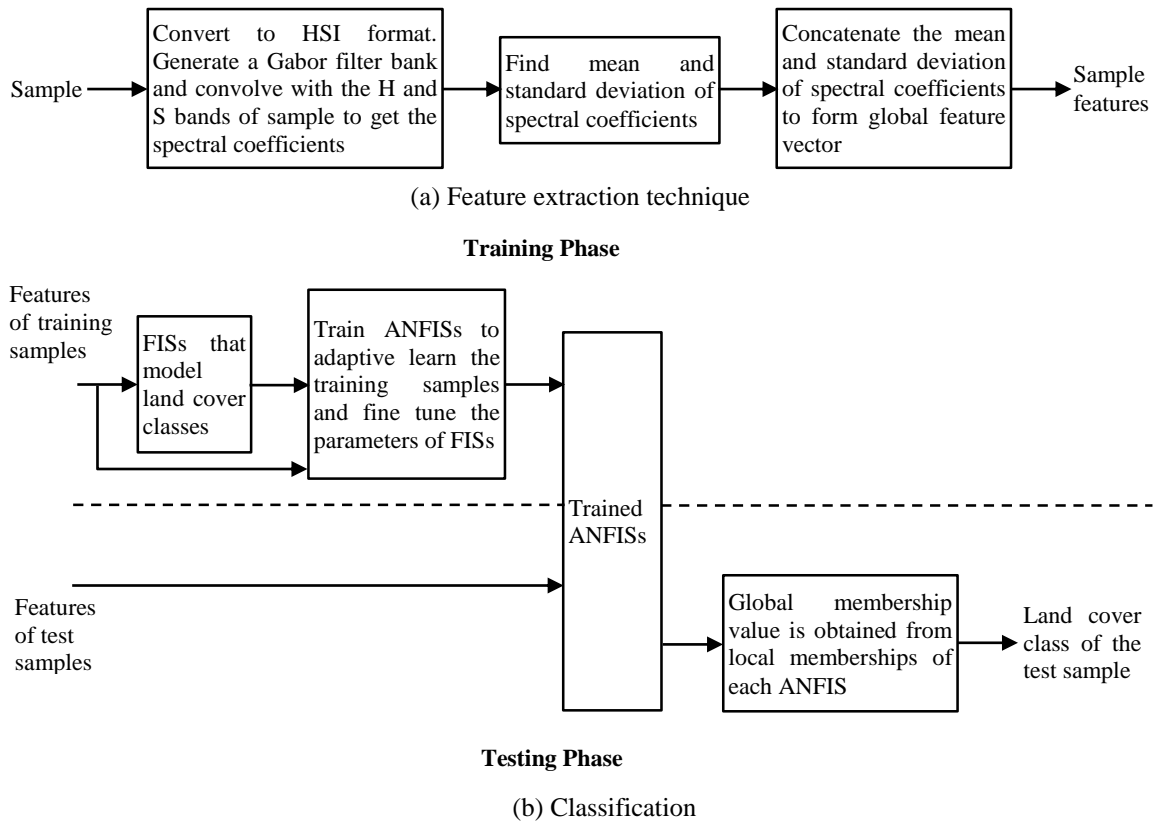 Sample
Convert to HSI format.
Generate a Gabor filter bank
and convolve with the H and
S bands of sample to get the
spectral coefficients
Find mean and
standard deviation of
spectral coefficients
Concatenate the mean
and standard deviation
of spectral coefficients
to form global feature
vector
Sample
features
(a) Feature extraction technique
Training Phase
Features
of training
samples
FISs that
model
land cover
classes
Train ANFISs to
adaptive learn the
training samples
and fine tune the
parameters of FISs
Trained
ANFISs
Features
of test
samples
Global membership
value is obtained from
local memberships of
each ANFIS
Land cover
class of the
test sample
Testing Phase
(b) Classification